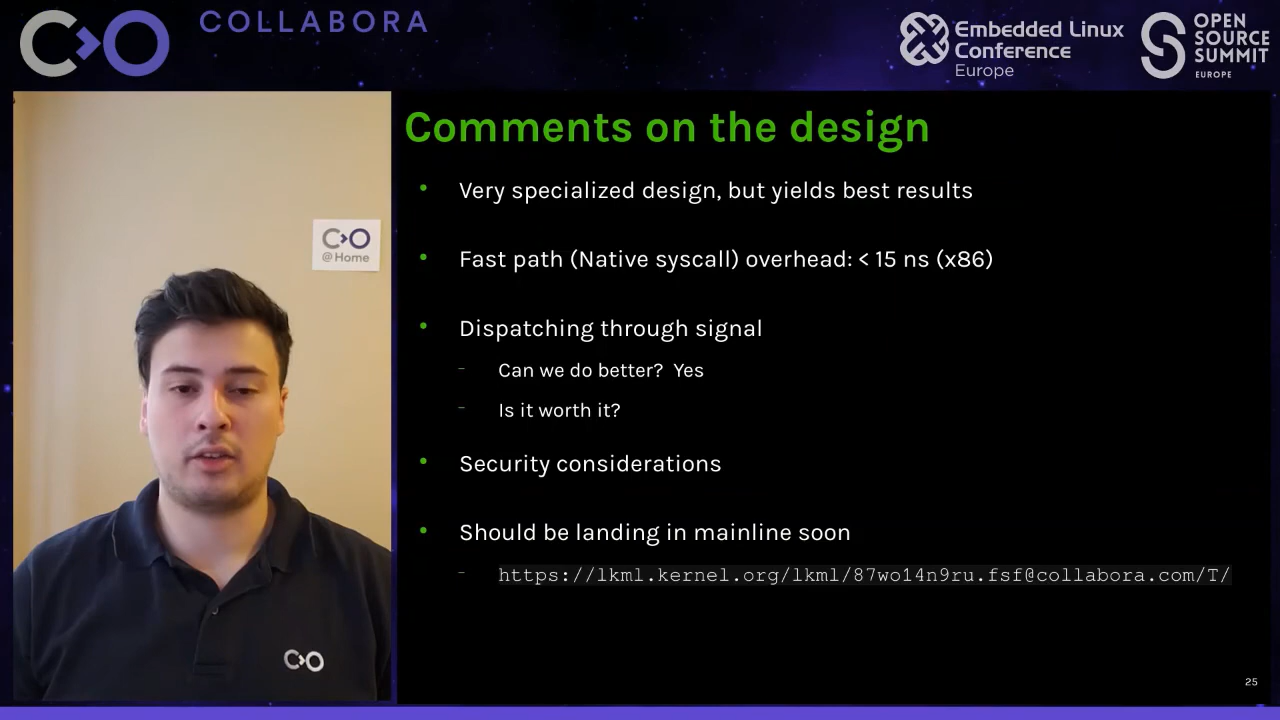 COLLABORA
Embedded Linux
Conference
Europe
OPEN
SOURCE
SUMMIT
EUROPE
@Home
Comments on the design
• Very specialized design, but yields best results
• Fast path (Native syscall) overhead: < 15 ns (x86)
• Dispatching through signal
– Can we do better? Yes
– Is it worth it?
• Security considerations
• Should be landing in mainline soon
– https://lkml.kernel.org/lkml/87wo14n9ru.fsf@collabora.com/T/
25